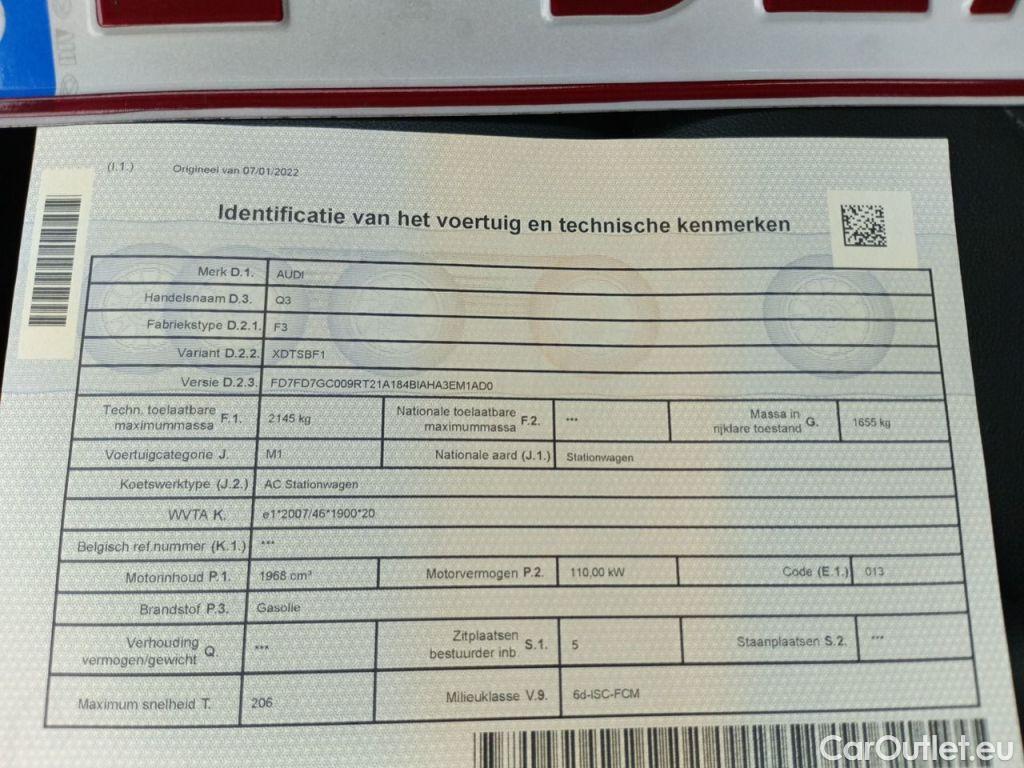 (I.1.) Origineel van 07/01/2022
Identificatie van het voertuig en technische kenmerken
Merk D.1. AUDI
Handelsnaam D.3. Q3
Fabriekstype D.2.1. F3
Variant D.2.2. XDTSBF1
Versie D.2.3. FD7FD7GC009RT21A184BIAHA3EM1AD0
Techn. toelaatbare maximummassa F.1. 2145 kg Nationale toelaatbare maximummassa F.2. *** Massa in rijklare toestand G. 1655 kg
Voertuigcategorie J. M1 Nationale aard (J.1.) Stationwagen
Koetswerktype (J.2.) AC Stationwagen
WVTA K. e1*2007/46*1900*20
Belgisch ref.nummer (K.1.) ***
Motorinhoud P.1. 1968 cm³ Motorvermogen P.2. 110,00 kW Code (E.1.) 013
Brandstof P.3. Gasolie
Verhouding vermogen/gewicht Q. *** Zitplaatsen bestuurder inb. S.1. 5 Staanplaatsen S.2. ***
Maximum snelheid T. 206 Milieuklasse V.9. 6d-ISC-FCM
CarOutlet.eu